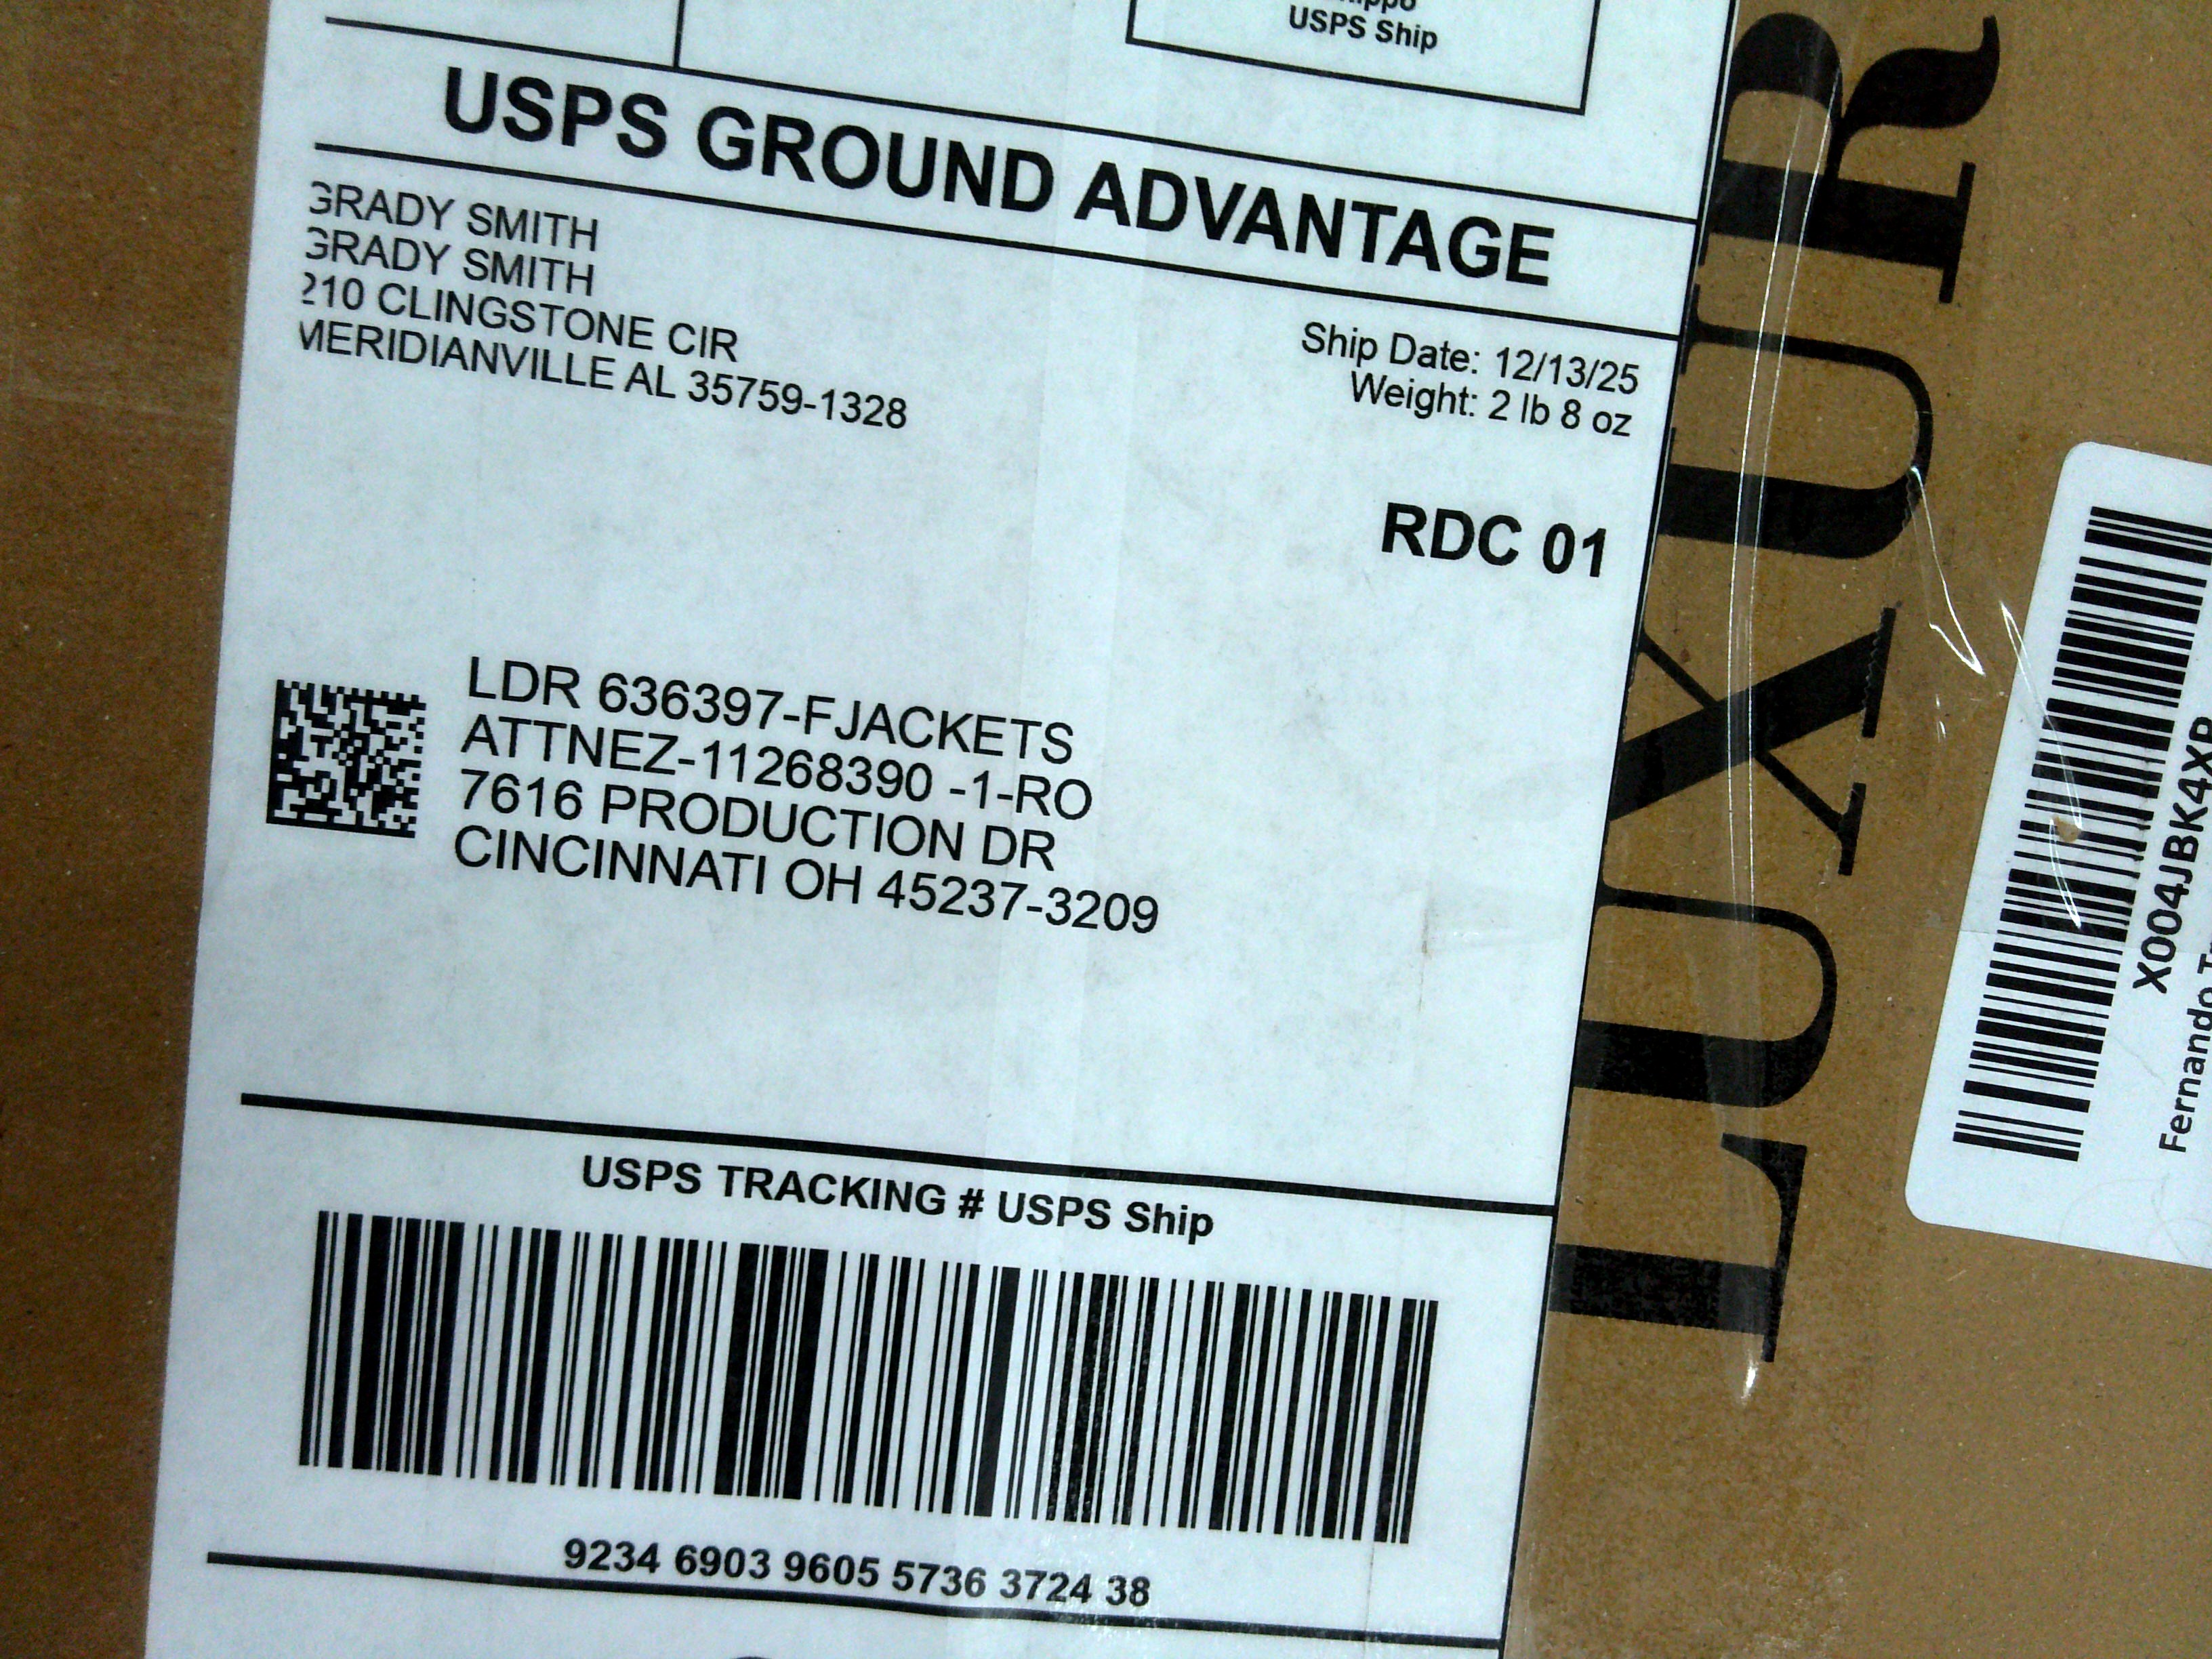 USPS Ship
USPS GROUND ADVANTAGE
GRADY SMITH
GRADY SMITH
210 CLINGSTONE CIR
MERIDIANVILLE AL 35759-1328
Ship Date: 12/13/25
Weight: 2 lb 8 oz
RDC 01
LDR 636397-FJACKETS
ATTNEZ-11268390 -1-RO
7616 PRODUCTION DR
CINCINNATI OH 45237-3209
USPS TRACKING # USPS Ship
9234 6903 9605 5736 3724 38
LUXUR
X004JBK4XP
Fernando